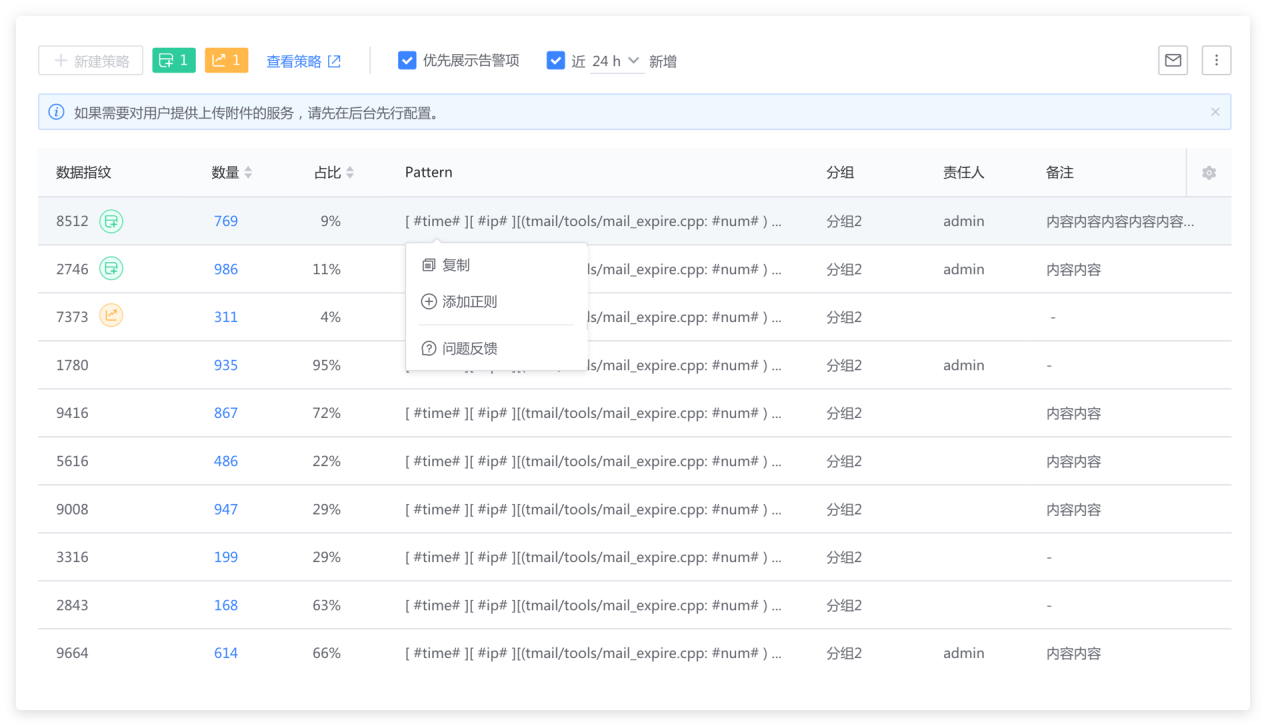 新建策略 1 1 查看策略 优先展示告警项 近 24 h 新增
如果需要对用户提供上传附件的服务，请先在后台先行配置。
数据指纹 数量 占比 Pattern 分组 责任人 备注
8512 769 9% [ #time# ][ #ip# ][(tmail/tools/mail_expire.cpp: #num# ) ... 分组2 admin 内容内容内容内容内容...
复制
2746 986 11% ls/mail_expire.cpp: #num# ) ... 分组2 admin 内容内容
添加正则
7373 311 4% ls/mail_expire.cpp: #num# ) ... 分组2 -
问题反馈
1780 935 95% ls/mail_expire.cpp: #num# ) ... 分组2 admin -
9416 867 72% [ #time# ][ #ip# ][(tmail/tools/mail_expire.cpp: #num# ) ... 分组2 内容内容
5616 486 22% [ #time# ][ #ip# ][(tmail/tools/mail_expire.cpp: #num# ) ... 分组2 内容内容
9008 947 29% [ #time# ][ #ip# ][(tmail/tools/mail_expire.cpp: #num# ) ... 分组2 内容内容
3316 199 29% [ #time# ][ #ip# ][(tmail/tools/mail_expire.cpp: #num# ) ... 分组2 -
2843 168 63% [ #time# ][ #ip# ][(tmail/tools/mail_expire.cpp: #num# ) ... 分组2 -
9664 614 66% [ #time# ][ #ip# ][(tmail/tools/mail_expire.cpp: #num# ) ... 分组2 admin 内容内容